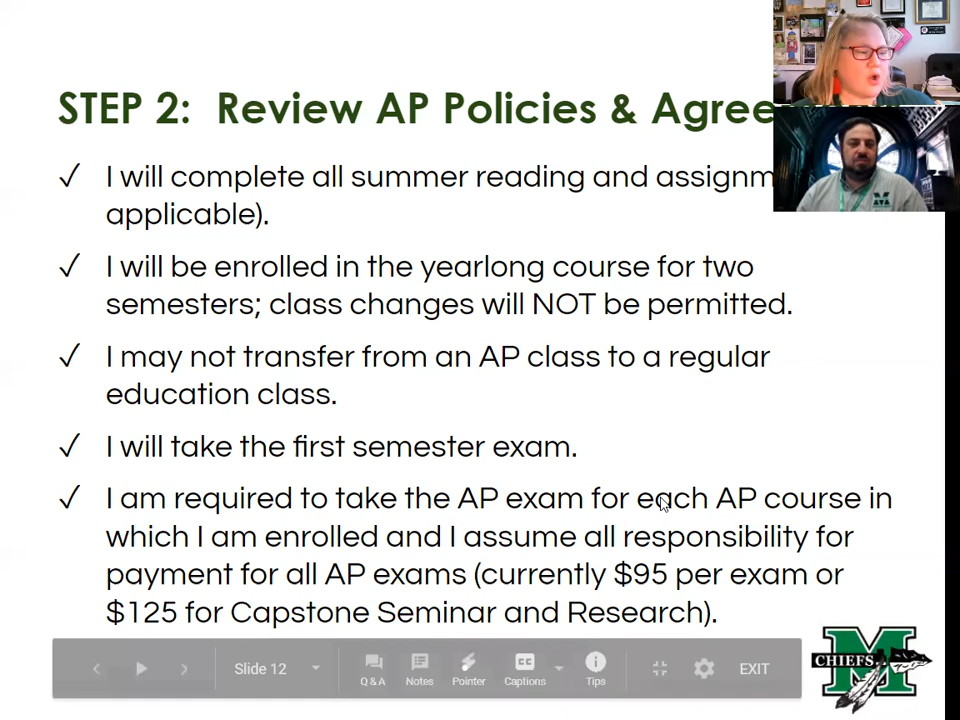 STEP 2: Review AP Policies & Agree
✓ I will complete all summer reading and assignm
applicable).
✓ I will be enrolled in the yearlong course for two
semesters; class changes will NOT be permitted.
✓ I may not transfer from an AP class to a regular
education class.
✓ I will take the first semester exam.
✓ I am required to take the AP exam for each AP course in
which I am enrolled and I assume all responsibility for
payment for all AP exams (currently $95 per exam or
$125 for Capstone Seminar and Research).
Slide 12
Q & A
Notes
Pointer
CC
Captions
Tips
EXIT
M
CHIEFS